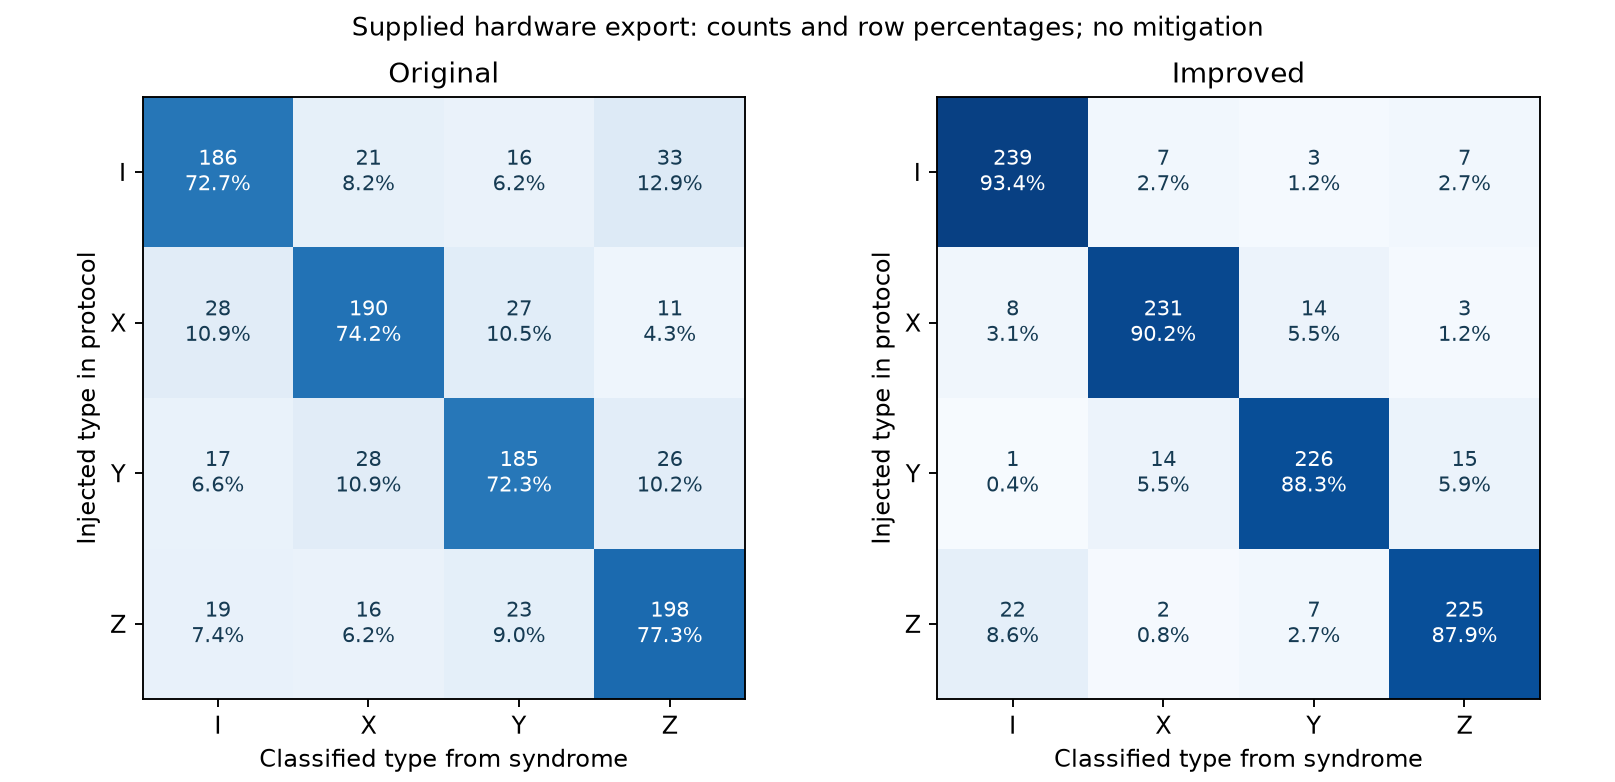 Supplied hardware export: counts and row percentages; no mitigation
Original
Injected type in protocol
I
186
72.7%
21
8.2%
16
6.2%
33
12.9%
X
28
10.9%
190
74.2%
27
10.5%
11
4.3%
Y
17
6.6%
28
10.9%
185
72.3%
26
10.2%
Z
19
7.4%
16
6.2%
23
9.0%
198
77.3%
I
X
Y
Z
Classified type from syndrome
Improved
Injected type in protocol
I
239
93.4%
7
2.7%
3
1.2%
7
2.7%
X
8
3.1%
231
90.2%
14
5.5%
3
1.2%
Y
1
0.4%
14
5.5%
226
88.3%
15
5.9%
Z
22
8.6%
2
0.8%
7
2.7%
225
87.9%
I
X
Y
Z
Classified type from syndrome